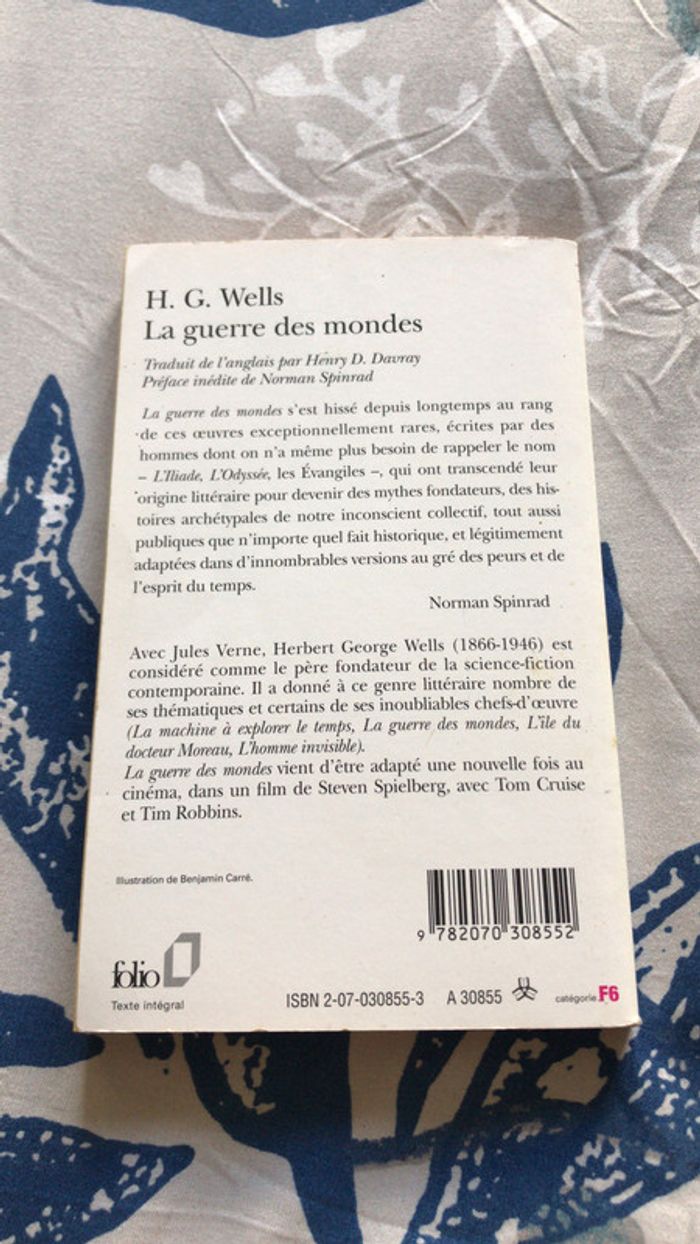 H. G. Wells
La guerre des mondes
Traduit de l'anglais par Henry D. Davray
Préface inédite de Norman Spinrad
La guerre des mondes s'est hissé depuis longtemps au rang
de ces œuvres exceptionnellement rares, écrites par des
hommes dont on n'a même plus besoin de rappeler le nom
– L'Iliade, L'Odyssée, les Évangiles –, qui ont transcendé leur
origine littéraire pour devenir des mythes fondateurs, des his-
toires archétypales de notre inconscient collectif, tout aussi
publiques que n'importe quel fait historique, et légitimement
adaptées dans d'innombrables versions au gré des peurs et de
l'esprit du temps.
Norman Spinrad
Avec Jules Verne, Herbert George Wells (1866-1946) est
considéré comme le père fondateur de la science-fiction
contemporaine. Il a donné à ce genre littéraire nombre de
ses thématiques et certains de ses inoubliables chefs-d'œuvre
(La machine à explorer le temps, La guerre des mondes, L'île du
docteur Moreau, L'homme invisible).
La guerre des mondes vient d'être adapté une nouvelle fois au
cinéma, dans un film de Steven Spielberg, avec Tom Cruise
et Tim Robbins.
Illustration de Benjamin Carré.
9 782070 308552
folio
Texte intégral
ISBN 2-07-030855-3 A 30855 catégorie F6